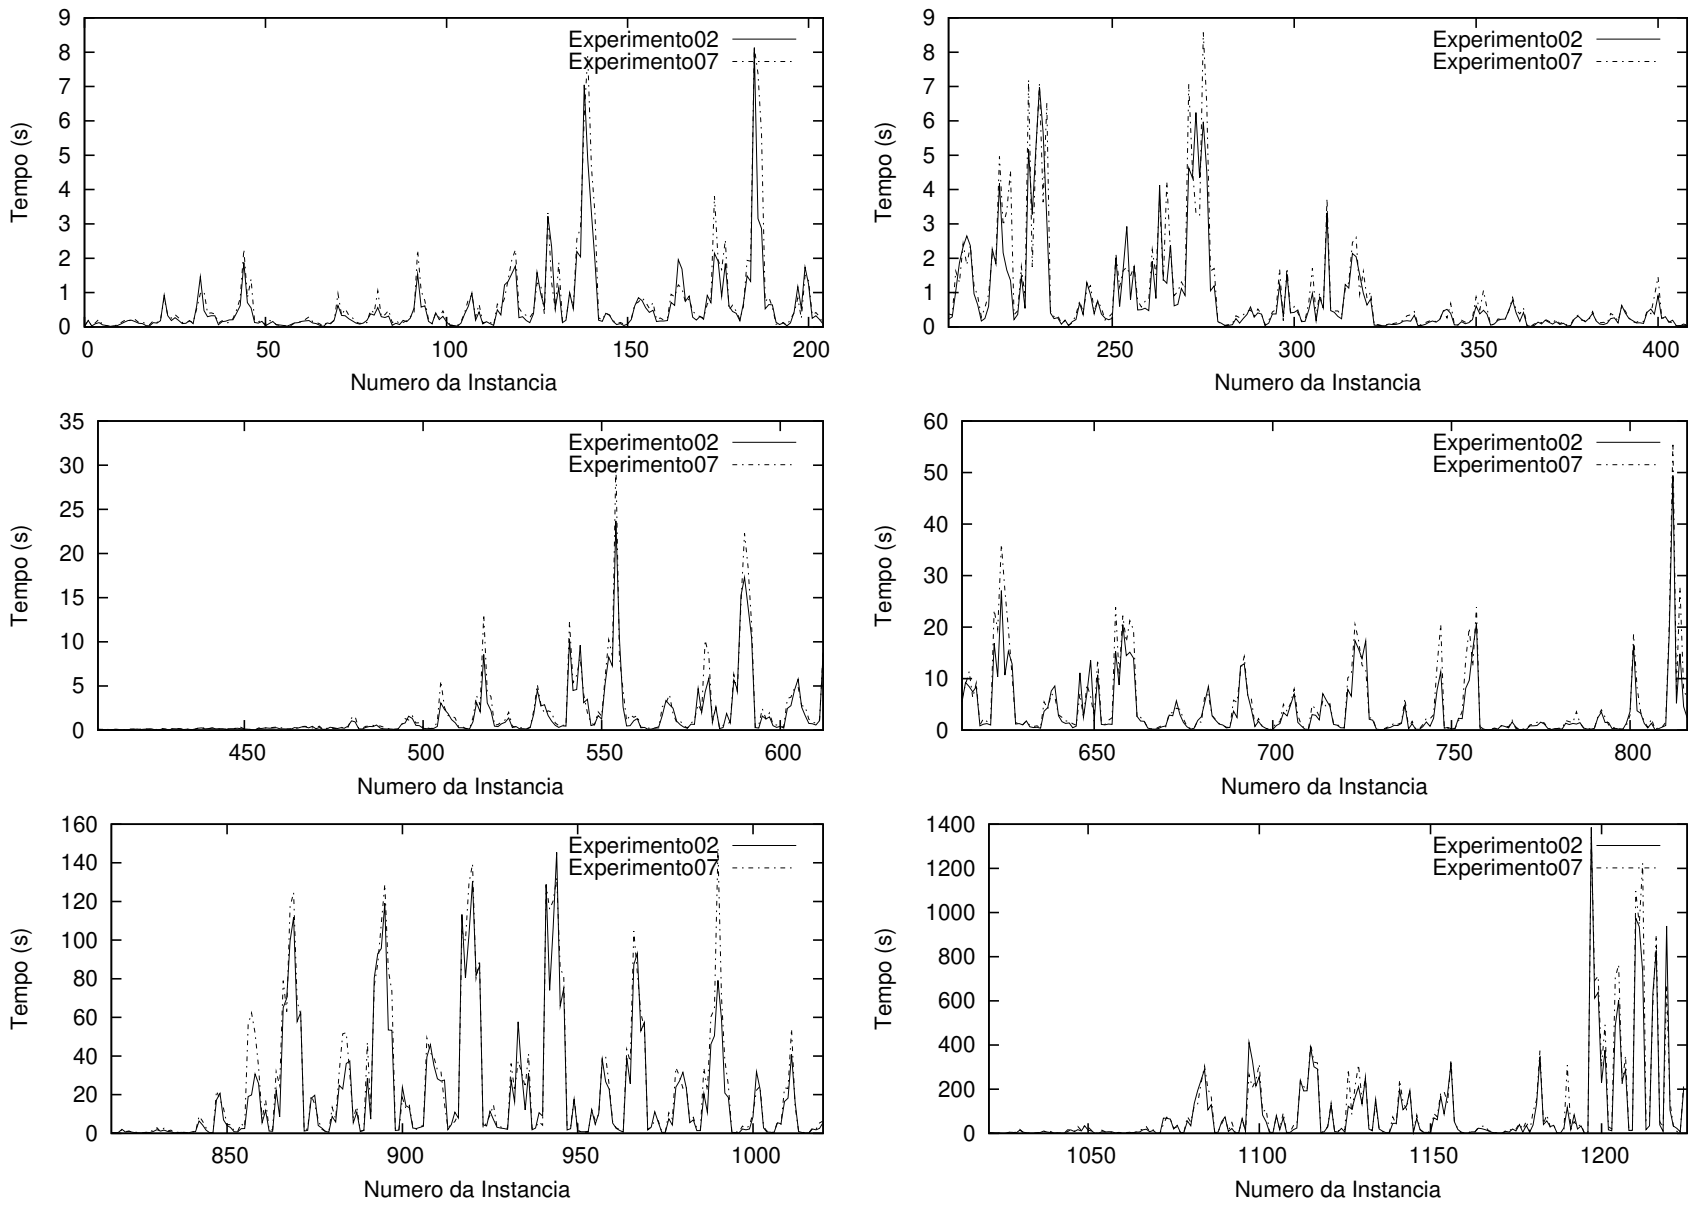 9
8
7
6
5
4
3
2
1
0
Tempo (s)
Experimento02
Experimento07
0 50 100 150 200
Numero da Instancia
9
8
7
6
5
4
3
2
1
0
Tempo (s)
Experimento02
Experimento07
250 300 350 400
Numero da Instancia
35
30
25
20
15
10
5
0
Tempo (s)
Experimento02
Experimento07
450 500 550 600
Numero da Instancia
60
50
40
30
20
10
0
Tempo (s)
Experimento02
Experimento07
650 700 750 800
Numero da Instancia
160
140
120
100
80
60
40
20
0
Tempo (s)
Experimento02
Experimento07
850 900 950 1000
Numero da Instancia
1400
1200
1000
800
600
400
200
0
Tempo (s)
Experimento02
Experimento07
1050 1100 1150 1200
Numero da Instancia